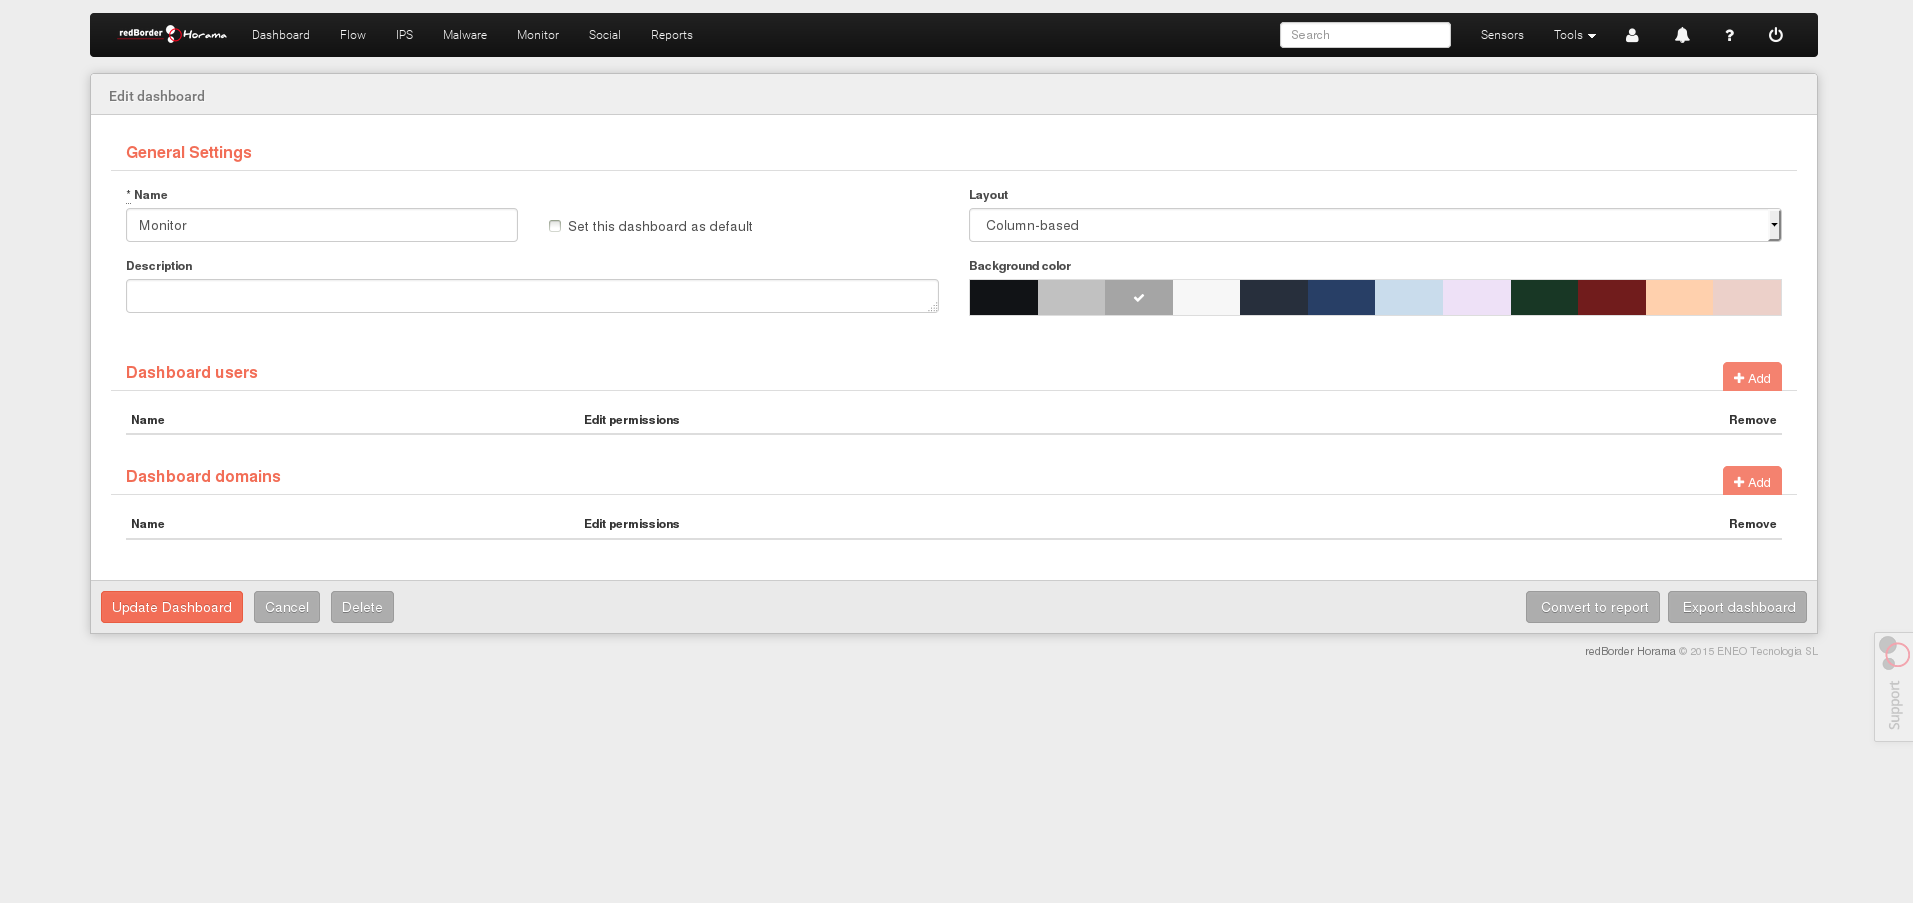 redBorder Horama Dashboard Flow IPS Malware Monitor Social Reports Search Sensors Tools ?
Edit dashboard
General Settings
* Name
Monitor
Set this dashboard as default
Layout
Column-based
Description
Background color
Dashboard users
+ Add
Name Edit permissions Remove
Dashboard domains
+ Add
Name Edit permissions Remove
Update Dashboard Cancel Delete Convert to report Export dashboard
redBorder Horama © 2015 ENEO Tecnologia SL
Support